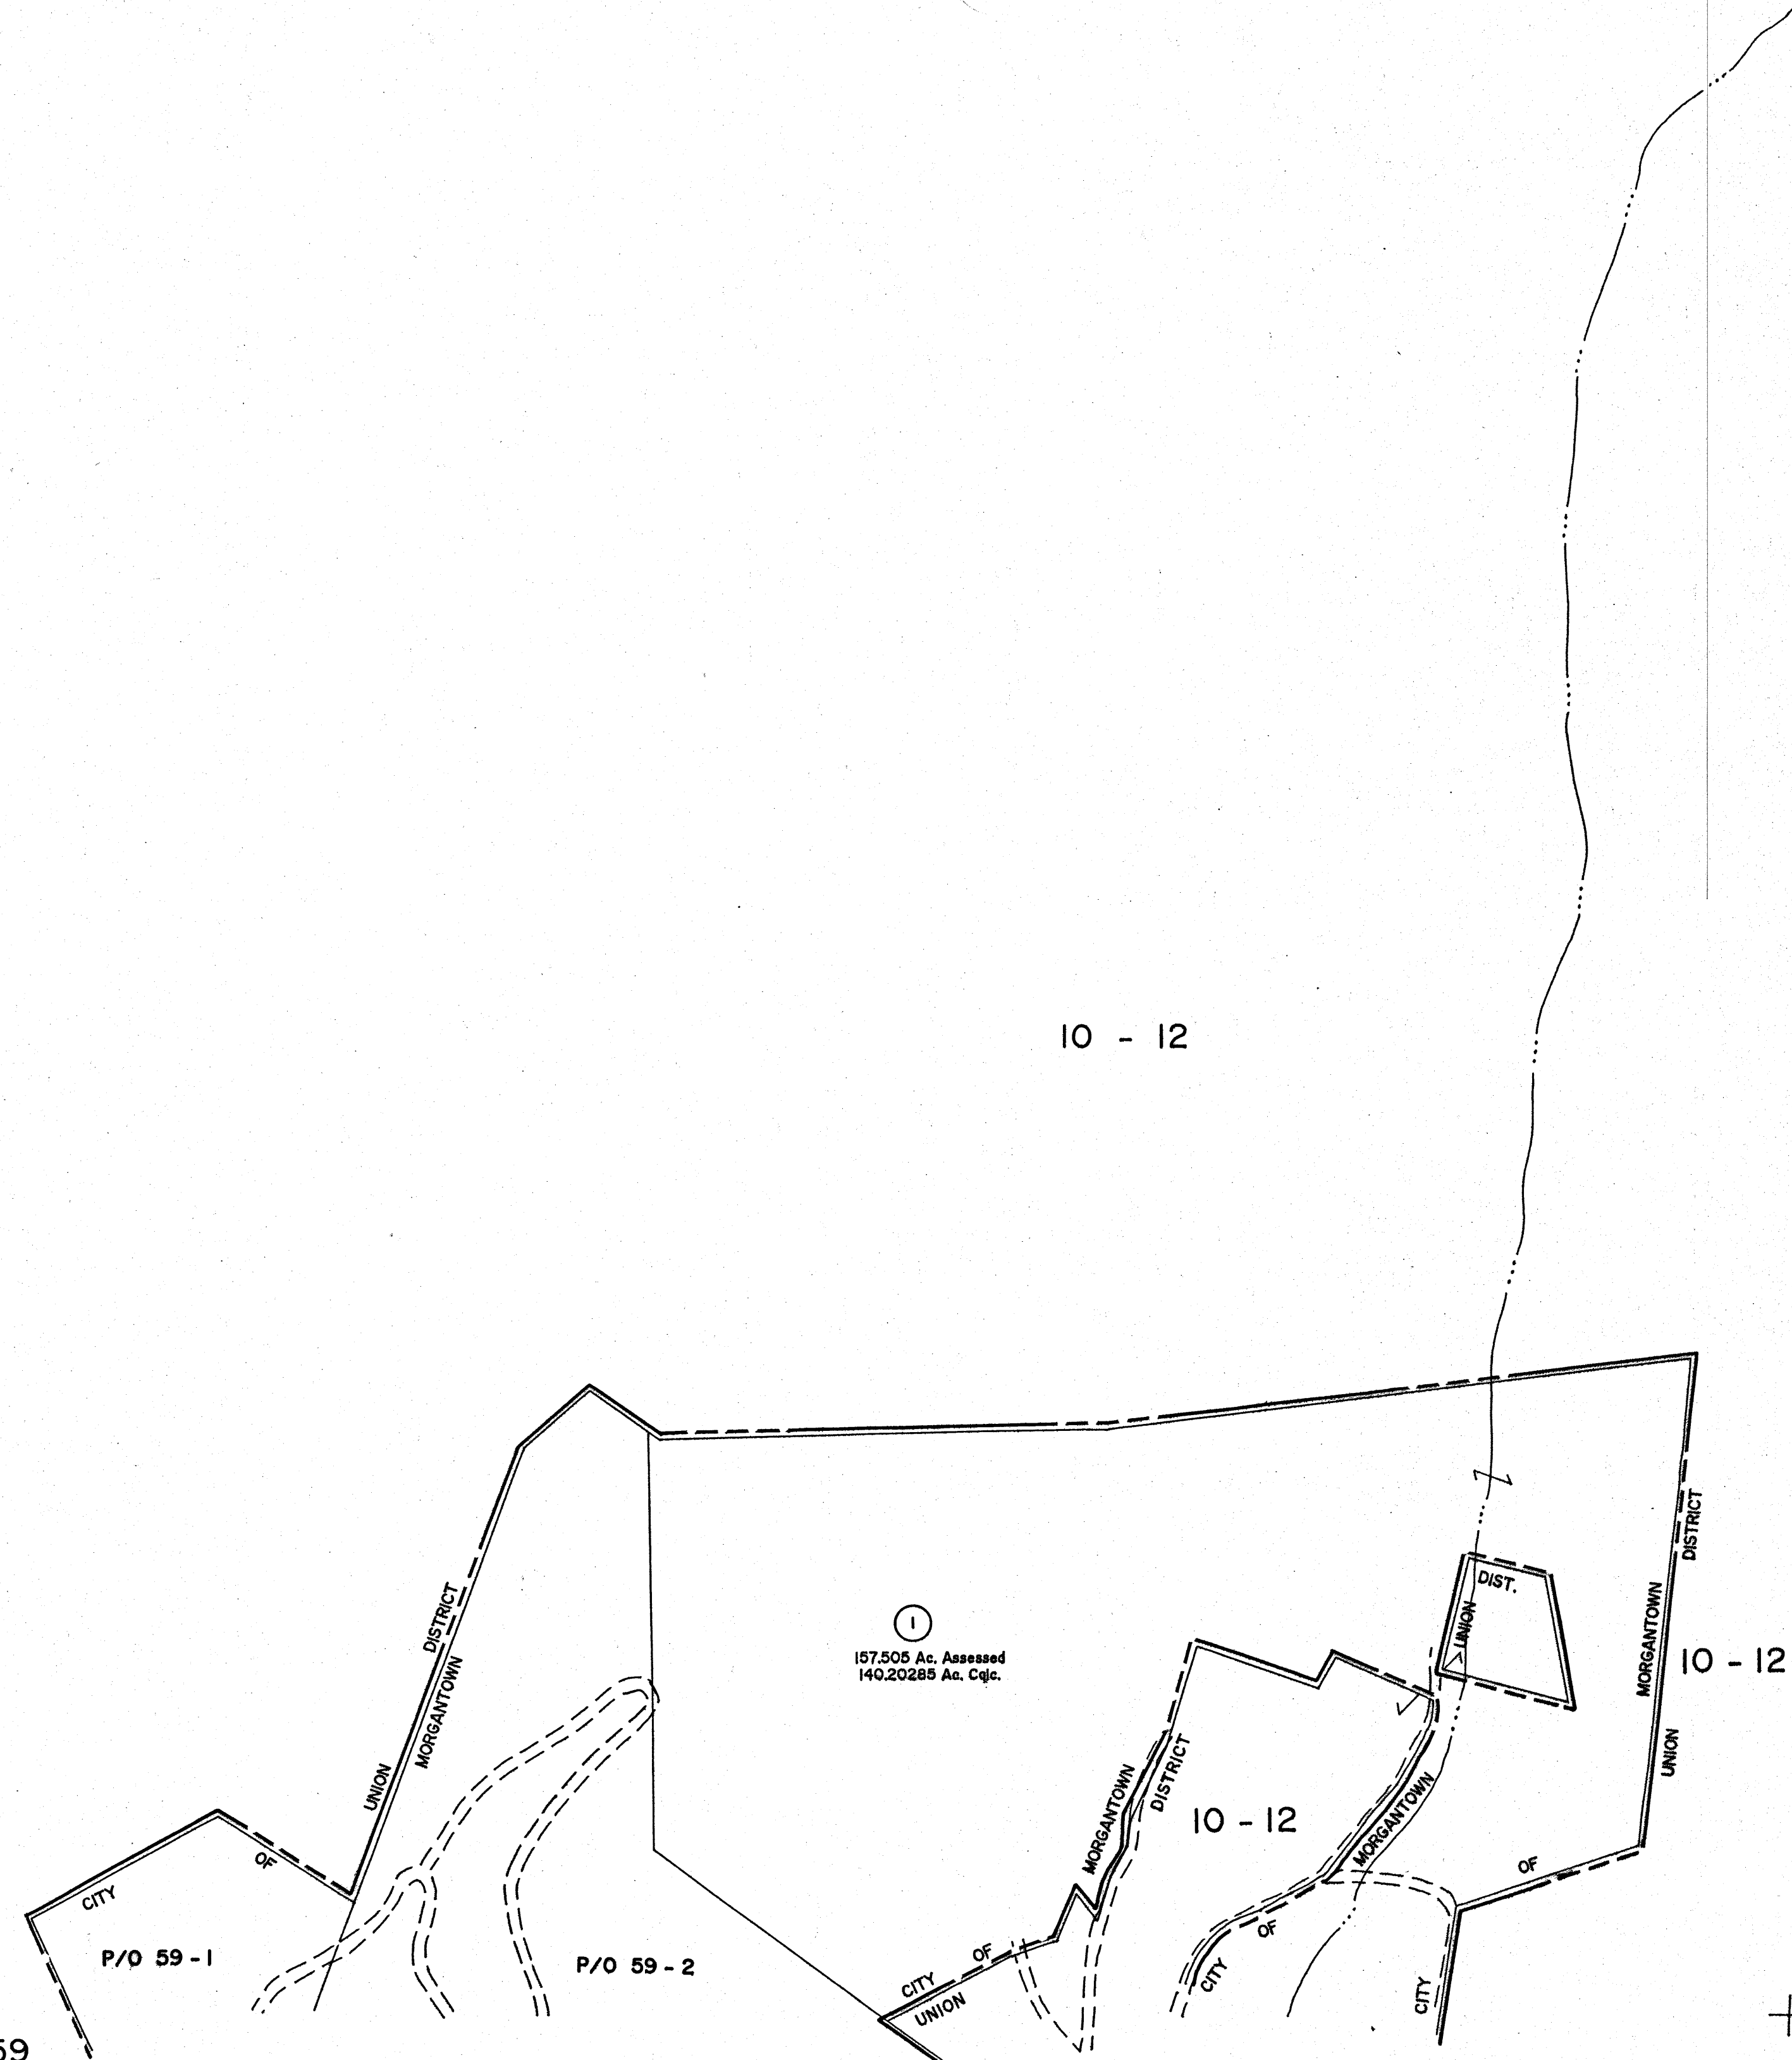 10 - 12
DISTRICT
DIST.
UNION
MORGANTOWN
10 - 12
UNION
DISTRICT
MORGANTOWN
UNION
1
157.505 Ac. Assessed
140.20285 Ac. Calc.
MORGANTOWN
DISTRICT
10 - 12
MORGANTOWN
OF
CITY
OF
P/O 59 - 1
P/O 59 - 2
OF
CITY
UNION
OF
CITY
OF
CITY
59